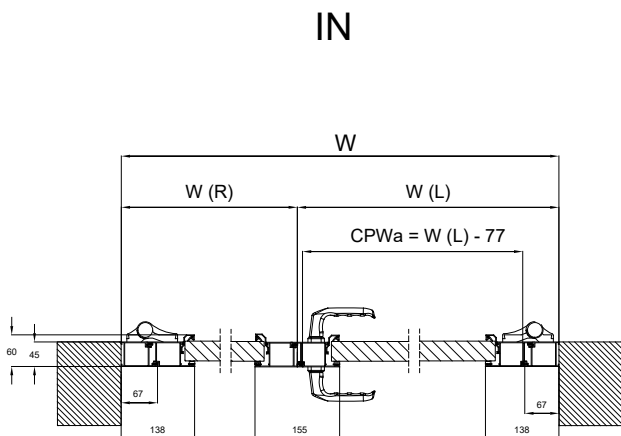 IN
W
W (R) W (L)
CPWa = W (L) - 77
60 45
67 67
138 155 138